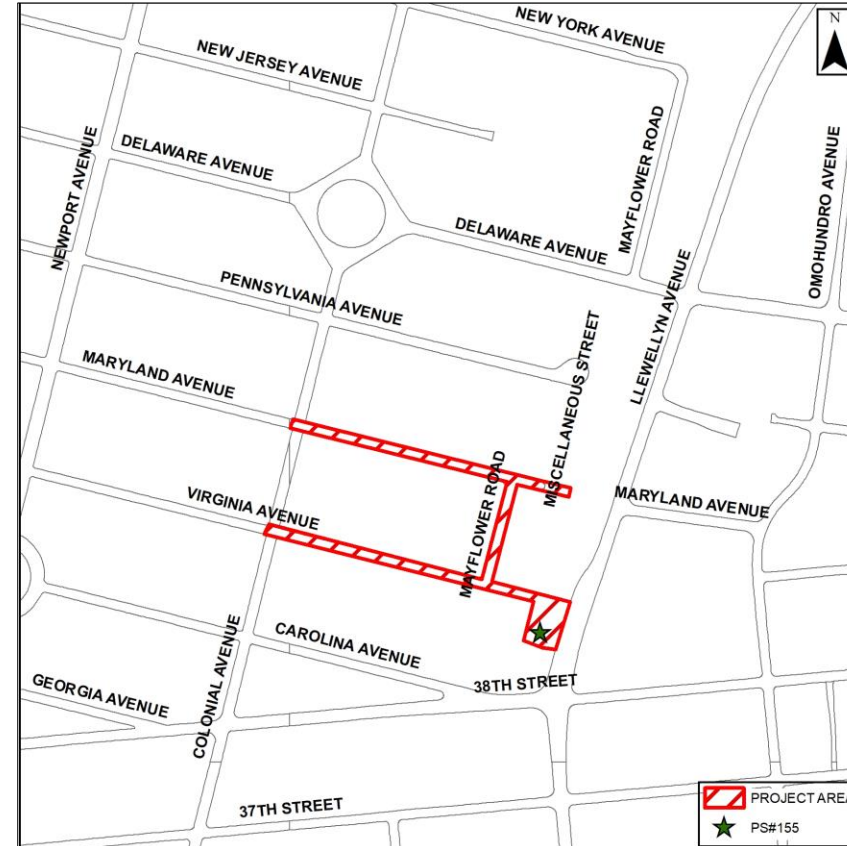 NEW YORK AVENUE
N
NEW JERSEY AVENUE
MAYFLOWER ROAD
OMOHUNDRO AVENUE
NEWPORT AVENUE
DELAWARE AVENUE
DELAWARE AVENUE
LLEWELLYN AVENUE
PENNSYLVANIA AVENUE
MISCELLANEOUS STREET
MARYLAND AVENUE
MAYFLOWER ROAD
MARYLAND AVENUE
VIRGINIA AVENUE
CAROLINA AVENUE
COLONIAL AVENUE
38TH STREET
GEORGIA AVENUE
37TH STREET
PROJECT AREA
PS#155